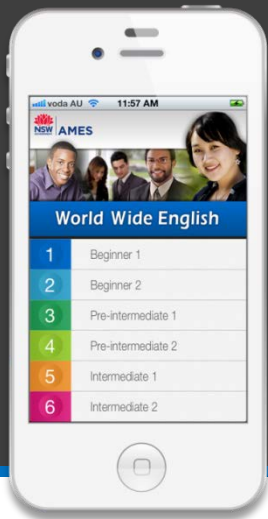 voda AU 11:57 AM
NSW AMES
World Wide English
1 Beginner 1
2 Beginner 2
3 Pre-intermediate 1
4 Pre-intermediate 2
5 Intermediate 1
6 Intermediate 2